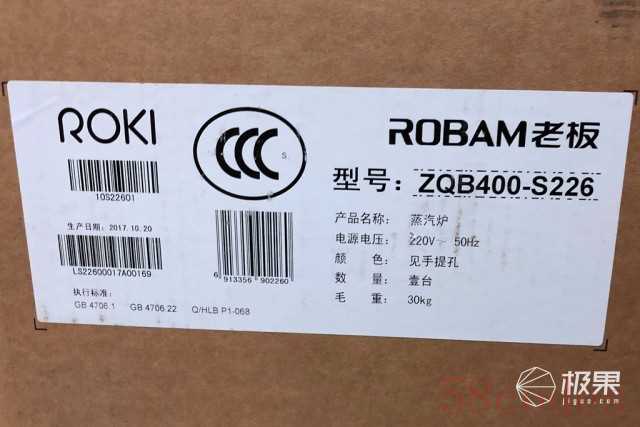 ROKI
10S22601
生产日期: 2017.10.20
LS22600017A00169
执行标准:
GB 4706.1 GB 4706.22 Q/HLB P1-068
CCC
S
6 913356 902260
ROBAM老板
型号: ZQB400-S226
产品名称: 蒸汽炉
电源电压: 220V~ 50Hz
颜 色: 见手提孔
数 量: 壹台
毛 重: 30kg
极果
jiguo.com